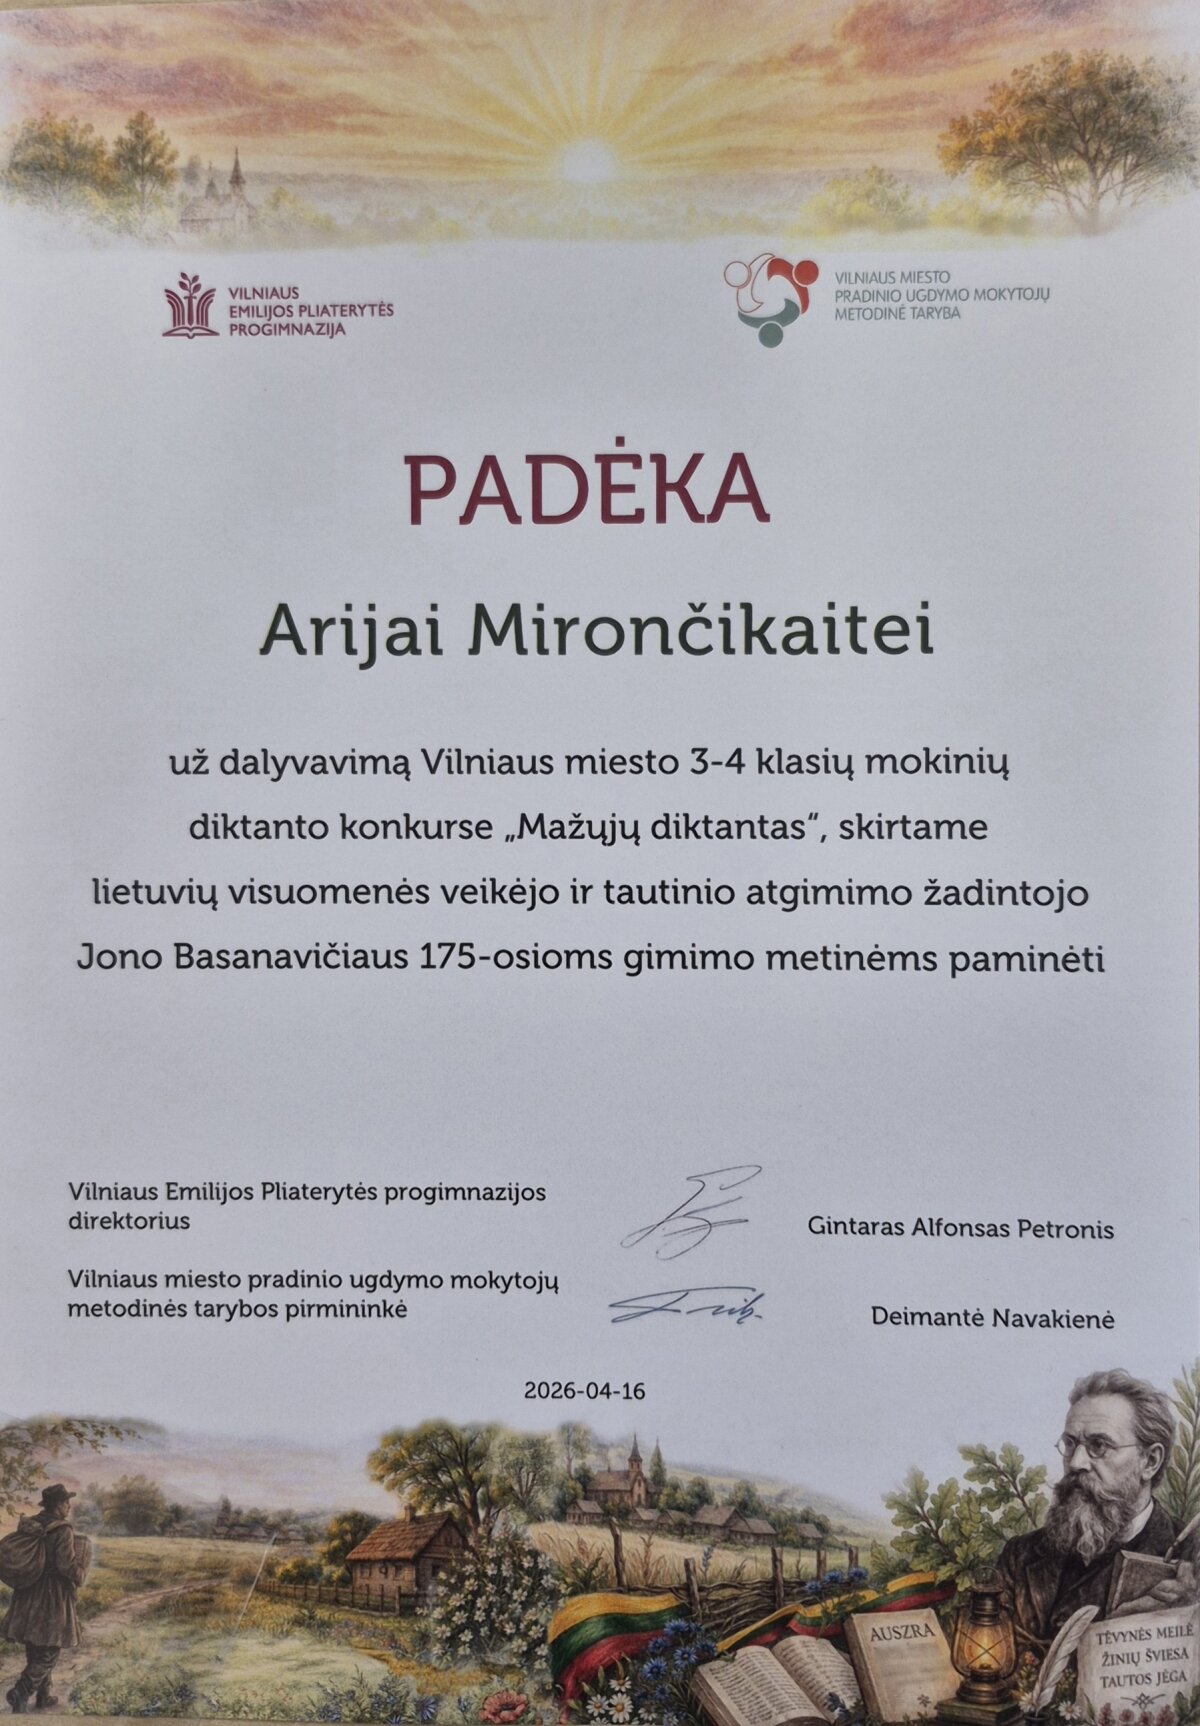 VILNIAUS
EMILIJOS PLIATERYTĖS
PROGIMNAZIJA
VILNIAUS MIESTO
PRADINIO UGDYMO MOKYTOJŲ
METODINĖ TARYBA
PADĖKA
Arijai Mirončikaitei
už dalyvavimą Vilniaus miesto 3-4 klasių mokinių
diktanto konkurse „Mažųjų diktantas“, skirtame
lietuvių visuomenės veikėjo ir tautinio atgimimo žadintojo
Jono Basanavičiaus 175-osioms gimimo metinėms paminėti
Vilniaus Emilijos Pliaterytės progimnazijos
direktorius
Gintaras Alfonsas Petronis
Vilniaus miesto pradinio ugdymo mokytojų
metodinės tarybos pirmininkė
Deimantė Navakienė
2026-04-16
AUSZRA
TĖVYNĖS MEILĖ
ŽINIŲ ŠVIESA
TAUTOS JĖGA